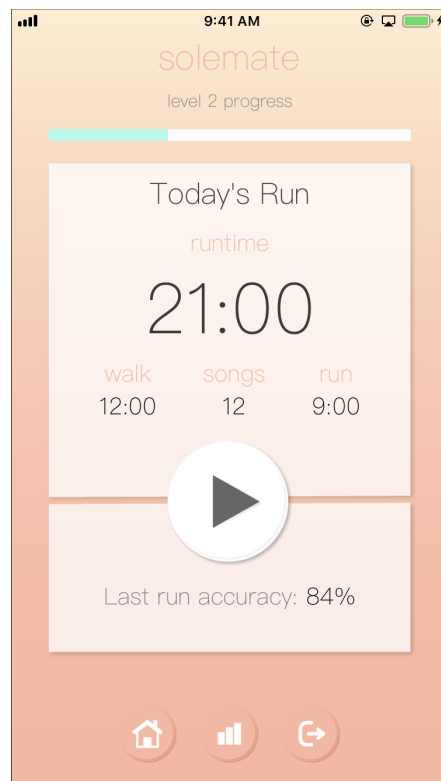 9:41 AM
solemate
level 2 progress
Today's Run
runtime
21:00
walk songs run
12:00 12 9:00
Last run accuracy: 84%